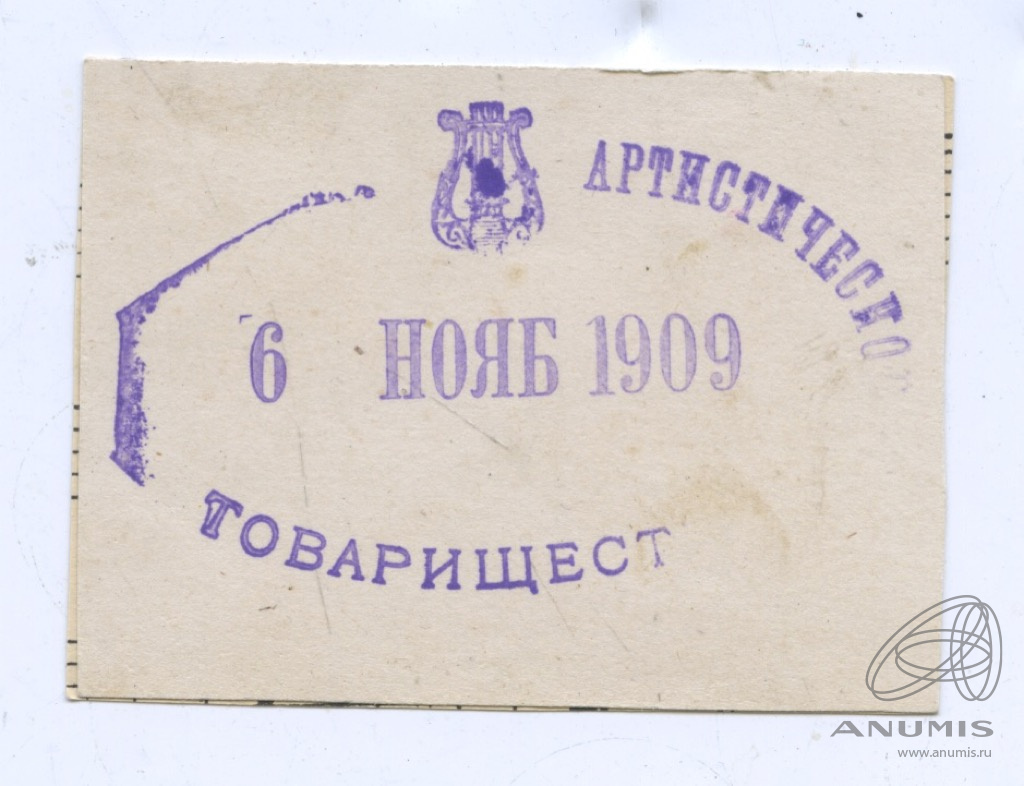 АРТИСТИЧЕСКО
6 НОЯБ 1909
ТОВАРИЩЕСТ
ANUMIS
www.anumis.ru